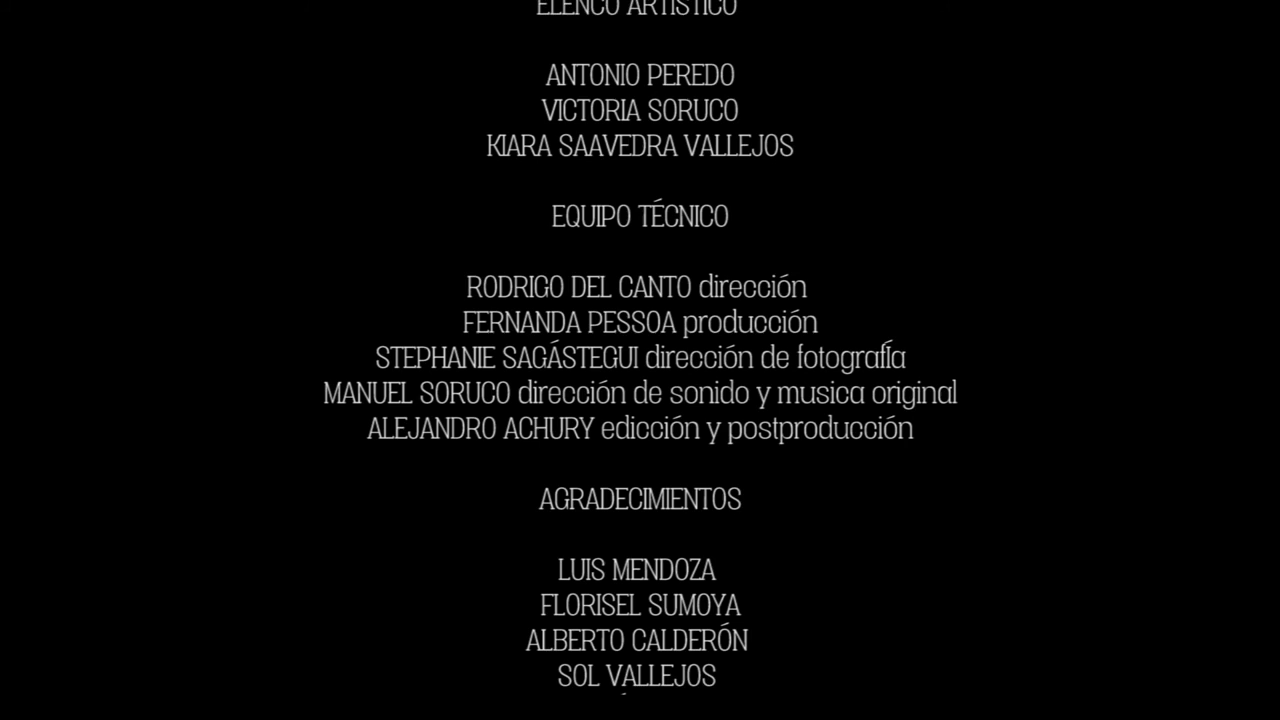 ELENCO ARTÍSTICO
ANTONIO PEREDO
VICTORIA SORUCO
KIARA SAAVEDRA VALLEJOS
EQUIPO TÉCNICO
RODRIGO DEL CANTO dirección
FERNANDA PESSOA producción
STEPHANIE SAGÁSTEGUI dirección de fotografía
MANUEL SORUCO dirección de sonido y musica original
ALEJANDRO ACHURY edicción y postproducción
AGRADECIMIENTOS
LUIS MENDOZA
FLORISEL SUMOYA
ALBERTO CALDERÓN
SOL VALLEJOS